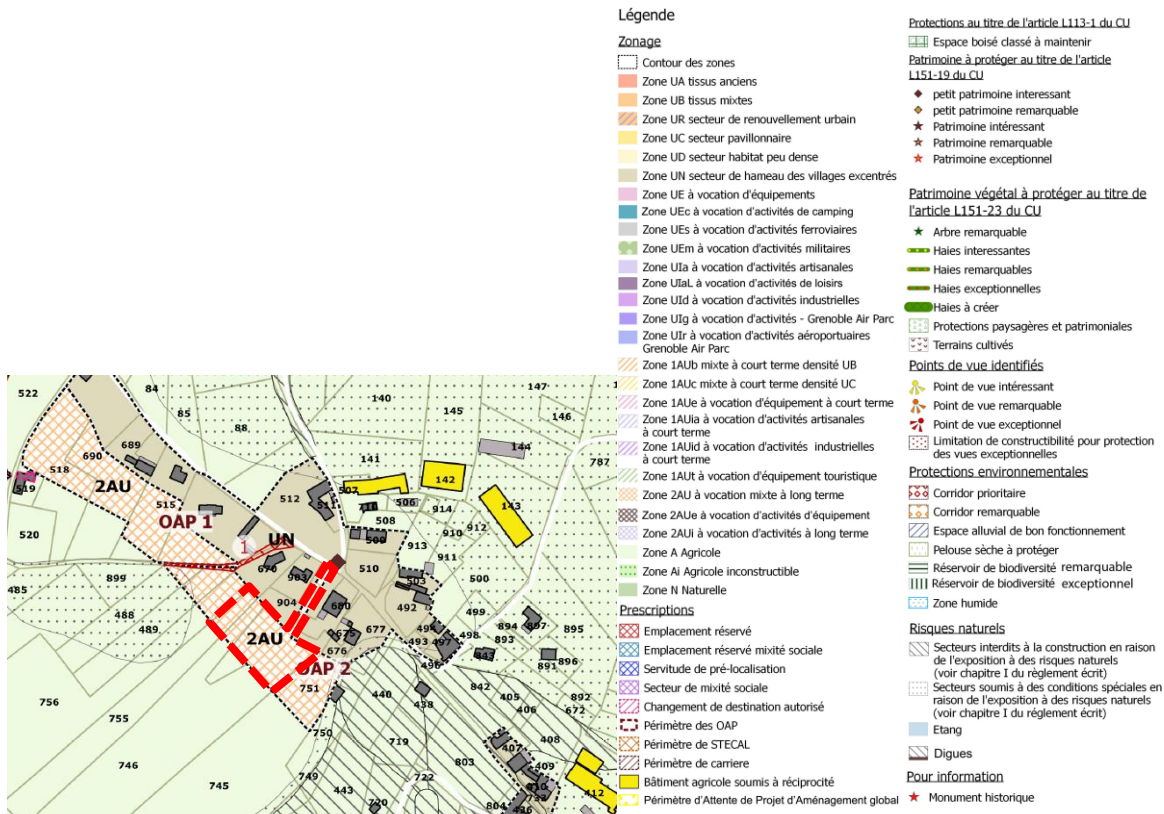 Légende
Zonage
Contour des zones
Zone UA tissus anciens
Zone UB tissus mixtes
Zone UR secteur de renouvellement urbain
Zone UC secteur pavillonnaire
Zone UD secteur habitat peu dense
Zone UN secteur de hameau des villages excentrés
Zone UE à vocation d'équipements
Zone UEc à vocation d'activités de camping
Zone UEs à vocation d'activités ferroviaires
Zone UEm à vocation d'activités militaires
Zone UIa à vocation d'activités artisanales
Zone UIaL à vocation d'activités de loisirs
Zone UId à vocation d'activités industrielles
Zone UIg à vocation d'activités - Grenoble Air Parc
Zone UIr à vocation d'activités aéroportuaires
Grenoble Air Parc
Zone 1AUb mixte à court terme densité UB
Zone 1AUc mixte à court terme densité UC
Zone 1AUe à vocation d'équipement à court terme
Zone 1AUia à vocation d'activités artisanales
à court terme
Zone 1AUid à vocation d'activités industrielles
à court terme
Zone 1AUt à vocation d'équipement touristique
Zone 2AU à vocation mixte à long terme
Zone 2AUe à vocation d'activités d'équipement
Zone 2AUi à vocation d'activités à long terme
Zone A Agricole
Zone Ai Agricole inconstructible
Zone N Naturelle
Prescriptions
Emplacement réservé
Emplacement réservé mixité sociale
Servitude de pré-localisation
Secteur de mixité sociale
Changement de destination autorisé
Périmètre des OAP
Périmètre de STECAL
Périmètre de carriere
Bâtiment agricole soumis à réciprocité
Périmètre d'Attente de Projet d'Aménagement global
Protections au titre de l'article L113-1 du CU
Espace boisé classé à maintenir
Patrimoine à protéger au titre de l'article
L151-19 du CU
petit patrimoine interessant
petit patrimoine remarquable
Patrimoine intéressant
Patrimoine remarquable
Patrimoine exceptionnel
Patrimoine végétal à protéger au titre de
l'article L151-23 du CU
Arbre remarquable
Haies interessantes
Haies remarquables
Haies exceptionnelles
Haies à créer
Protections paysagères et patrimoniales
Terrains cultivés
Points de vue identifiés
Point de vue intéressant
Point de vue remarquable
Point de vue exceptionnel
Limitation de constructibilité pour protection
des vues exceptionnelles
Protections environnementales
Corridor prioritaire
Corridor remarquable
Espace alluvial de bon fonctionnement
Pelouse sèche à protéger
Réservoir de biodiversité remarquable
Réservoir de biodiversité exceptionnel
Zone humide
Risques naturels
Secteurs interdits à la construction en raison
de l'exposition à des risques naturels
(voir chapitre I du règlement écrit)
Secteurs soumis à des conditions spéciales en
raison de l'exposition à des risques naturels
(voir chapitre I du réglement écrit)
Etang
Digues
Pour information
Monument historique
522
84
85
88
140
147
145
146
144
141
142
787
689
690
518
519
2AU
515
OAP 1
512
511
507
710
506
508
509
914
143
910
912
913
911
520
1
UN
670
903
510
500
899
485
488
489
904
680
503
492
499
2AU
675
677
676
494
493
497
498
496
894
893
897
895
OAP 2
751
843
891
896
756
755
440
438
842
405
406
892
672
750
719
408
746
745
749
443
803
407
409
410
733
412
722
720
804
436